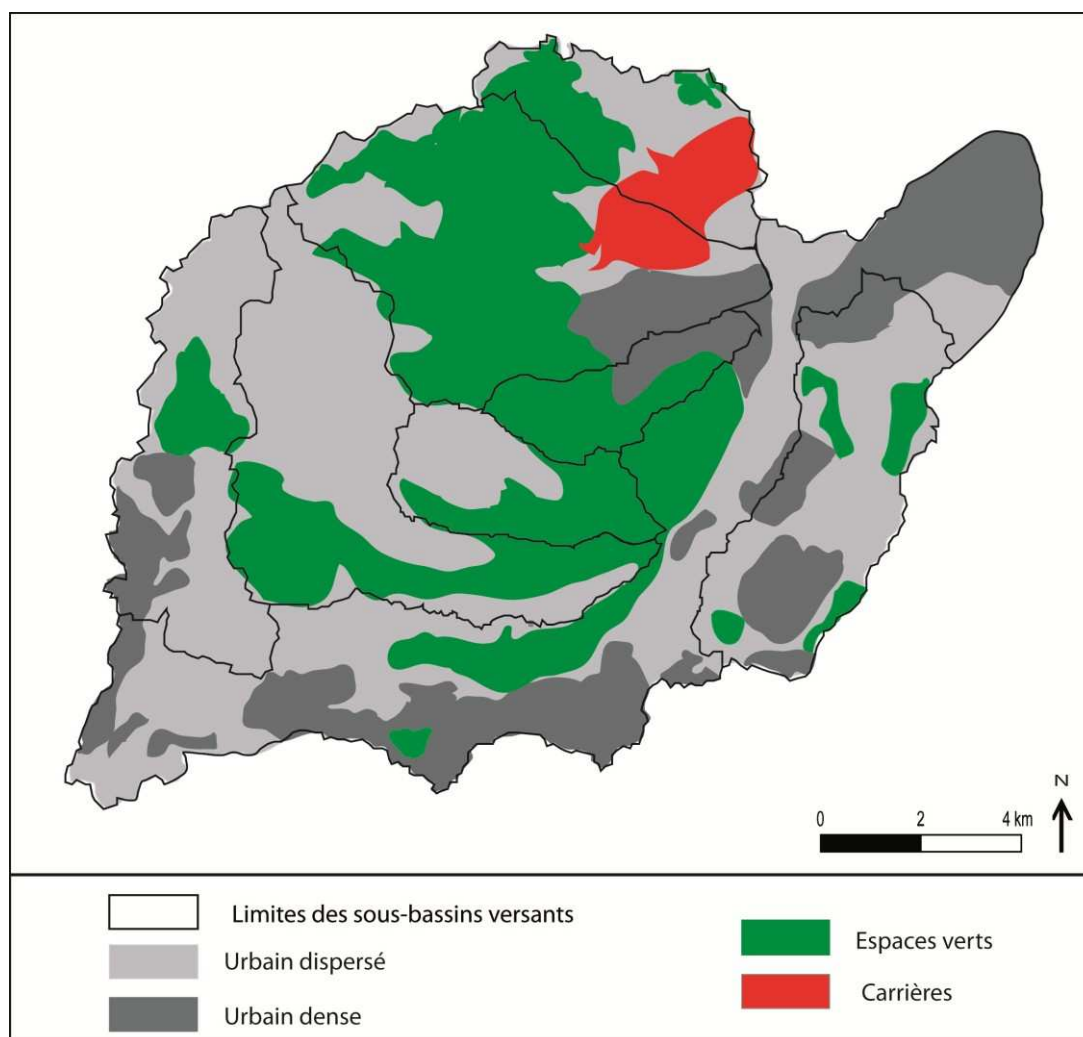 N
0 2 4 km
Limites des sous-bassins versants
Urbain dispersé
Urbain dense
Espaces verts
Carrières